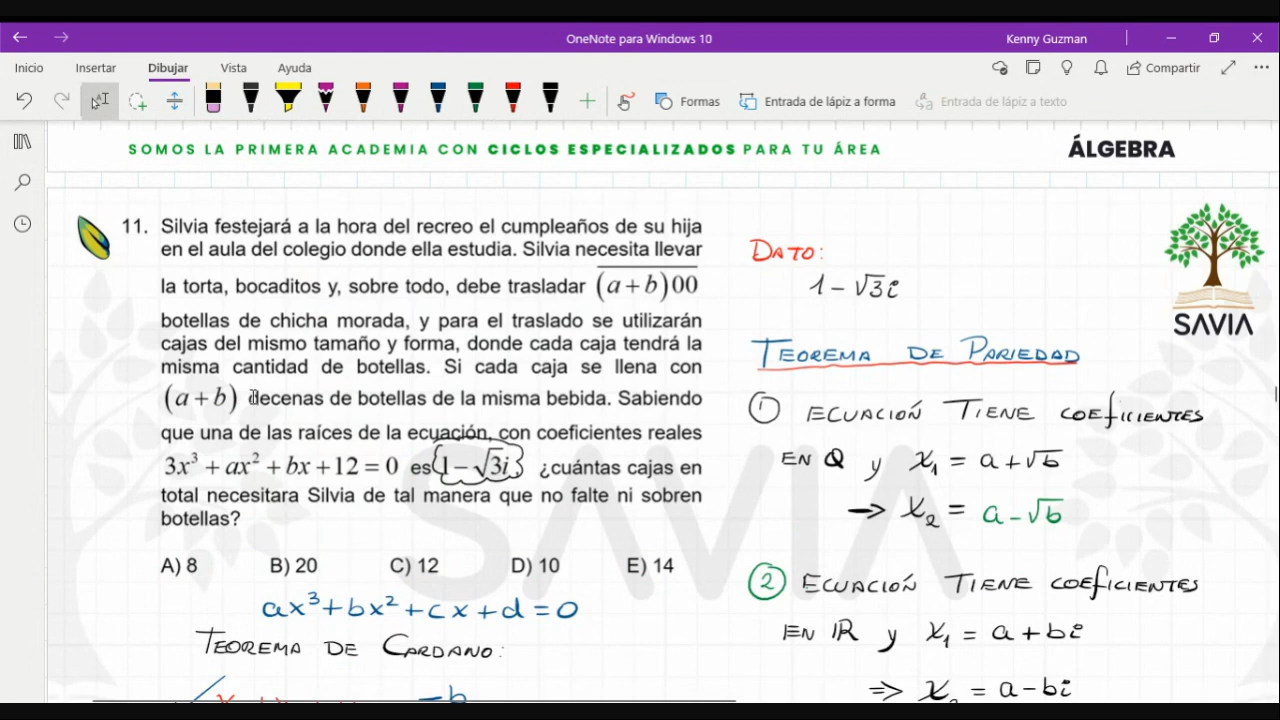 OneNote para Windows 10
Kenny Guzman
Inicio
Insertar
Dibujar
Vista
Ayuda
Compartir
Formas
Entrada de lápiz a forma
Entrada de lápiz a texto
SOMOS LA PRIMERA ACADEMIA CON CICLOS ESPECIALIZADOS PARA TU ÁREA
ÁLGEBRA
11. Silvia festejará a la hora del recreo el cumpleaños de su hija
en el aula del colegio donde ella estudia. Silvia necesita llevar
la torta, bocaditos y, sobre todo, debe trasladar \overline{(a+b)00}
botellas de chicha morada, y para el traslado se utilizarán
cajas del mismo tamaño y forma, donde cada caja tendrá la
misma cantidad de botellas. Si cada caja se llena con
(a+b) decenas de botellas de la misma bebida. Sabiendo
que una de las raíces de la ecuación, con coeficientes reales
3x³ + ax² + bx + 12 = 0 es 1-√3i, ¿cuántas cajas en
total necesitara Silvia de tal manera que no falte ni sobren
botellas?
A) 8 B) 20 C) 12 D) 10 E) 14
ax³ + bx² + cx + d = 0
TEOREMA DE CARDANO:
-b
DATO:
1 - √3i
TEOREMA DE PARIEDAD
① ECUACIÓN TIENE COEFICIENTES
EN Q y x₁ = a + √b
→ x₂ = a - √b
② ECUACIÓN TIENE COEFICIENTES
EN IR y x₁ = a + bi
⇒ x₂ = a - bi
SAVIA
SAVIA